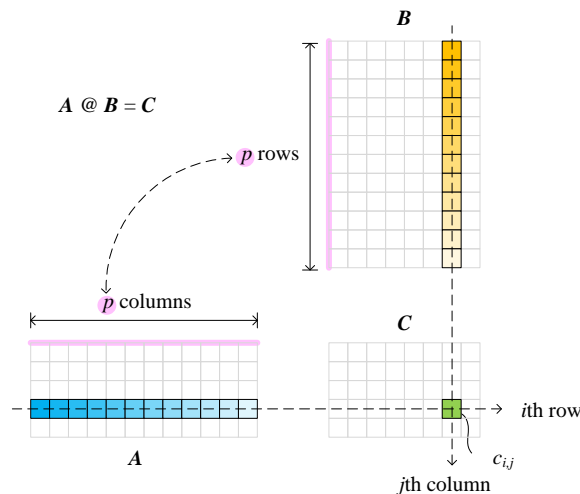 B
A @ B = C
p rows
p columns
C
ith row
A
c_{i,j}
jth column